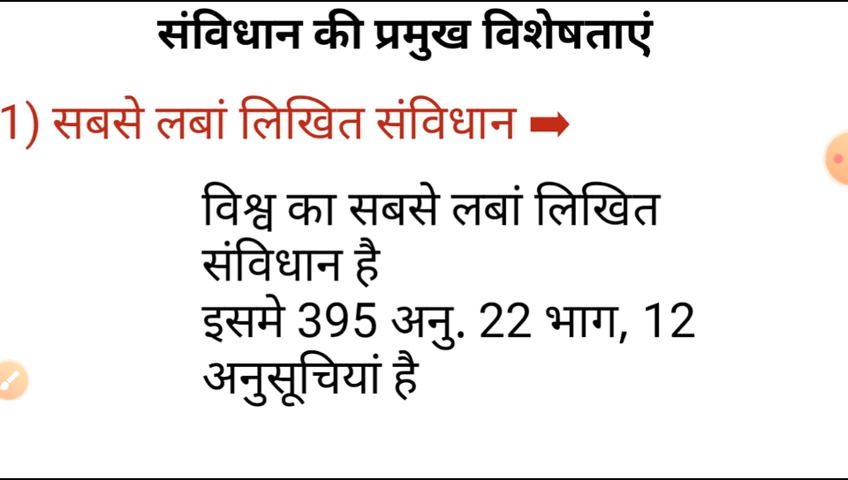 संविधान की प्रमुख विशेषताएं
1) सबसे लबां लिखित संविधान ➡
विश्व का सबसे लबां लिखित
संविधान है
इसमे 395 अनु. 22 भाग, 12
अनुसूचियां है